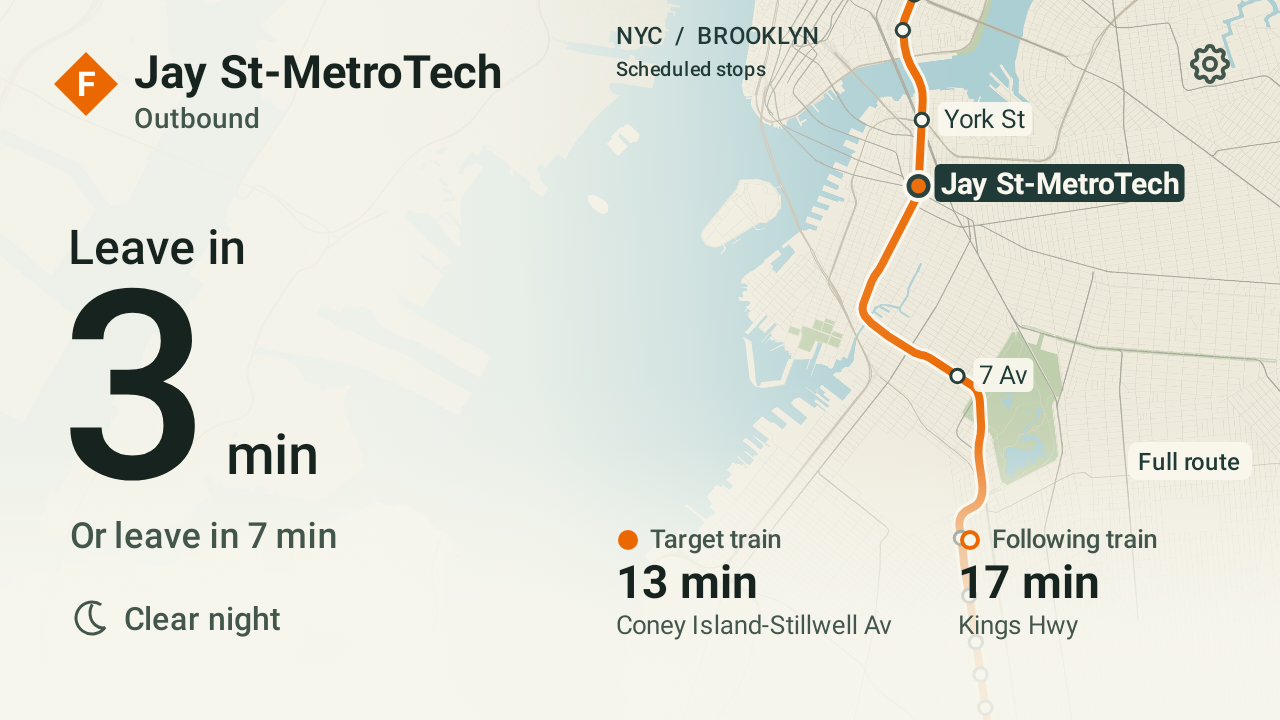 F
Jay St-MetroTech
Outbound
Leave in
3 min
Or leave in 7 min
Clear night
NYC / BROOKLYN
Scheduled stops
York St
Jay St-MetroTech
7 Av
Full route
Target train
13 min
Coney Island-Stillwell Av
Following train
17 min
Kings Hwy